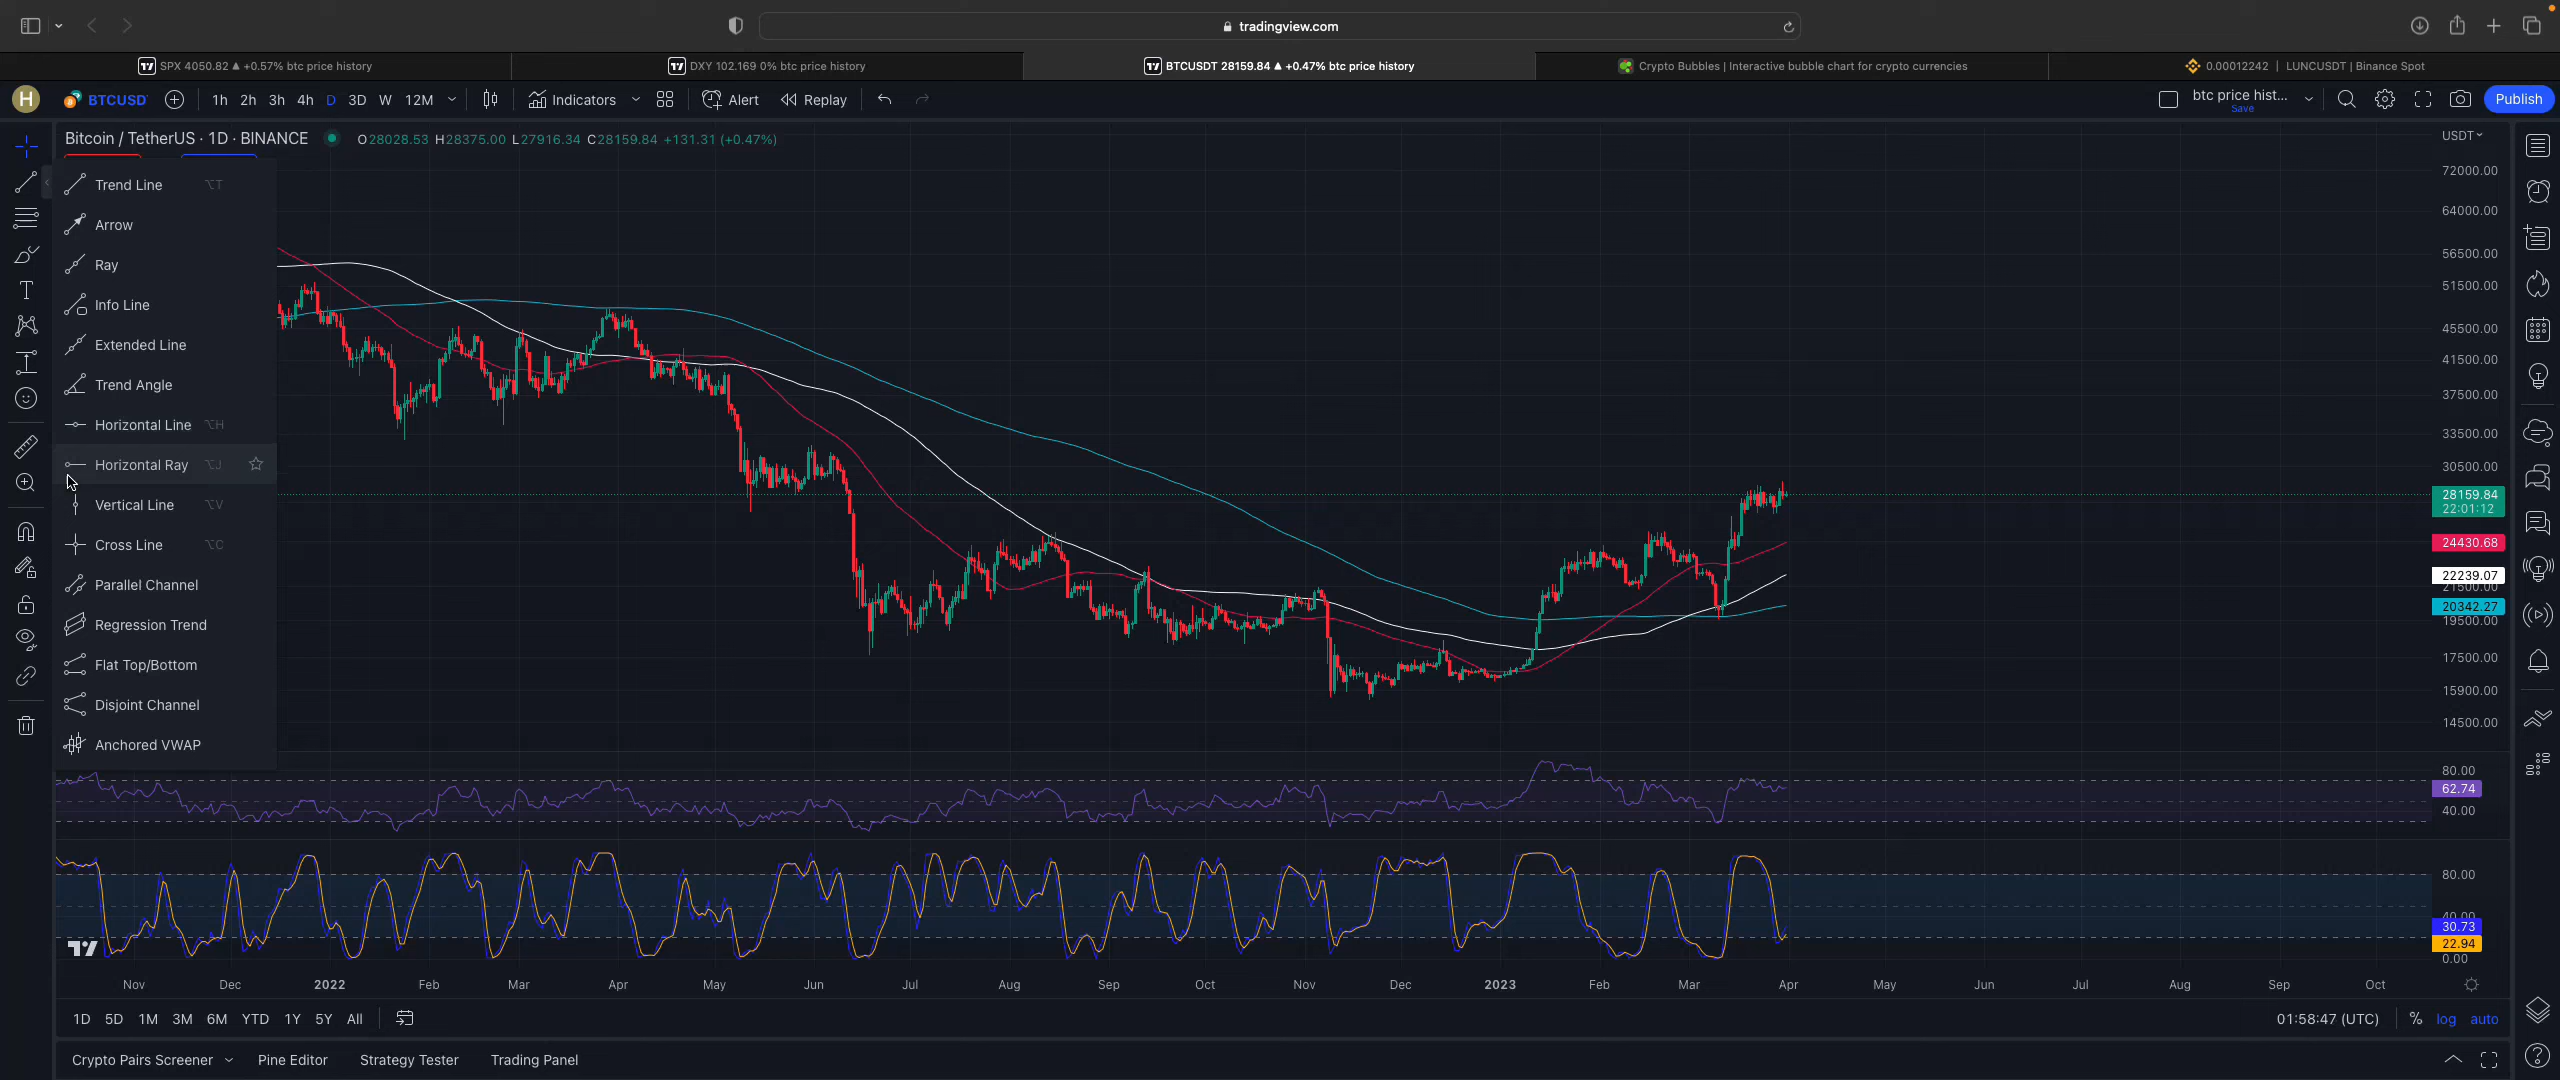 tradingview.com
SPX 4050.82 ▲ +0.57% btc price history
DXY 102.169 0% btc price history
BTCUSDT 28159.84 ▲ +0.47% btc price history
Crypto Bubbles | Interactive bubble chart for crypto currencies
0.00012242 | LUNCUSDT | Binance Spot
H BTCUSD 1h 2h 3h 4h D 3D W 12M Indicators Alert Replay btc price hist... Save Publish
Bitcoin / TetherUS · 1D · BINANCE O28028.53 H28375.00 L27916.34 C28159.84 +131.31 (+0.47%)
USDT
Trend Line ⌥T
Arrow
Ray
Info Line
Extended Line
Trend Angle
Horizontal Line ⌥H
Horizontal Ray ⌥J
Vertical Line ⌥V
Cross Line ⌥C
Parallel Channel
Regression Trend
Flat Top/Bottom
Disjoint Channel
Anchored VWAP
72000.00
64000.00
56500.00
51500.00
45500.00
41500.00
37500.00
33500.00
30500.00
28159.84
22:01:12
24430.68
22239.07
21500.00
20342.27
19500.00
17500.00
15900.00
14500.00
80.00
62.74
40.00
80.00
40.00
30.73
22.94
0.00
Nov Dec 2022 Feb Mar Apr May Jun Jul Aug Sep Oct Nov Dec 2023 Feb Mar Apr May Jun Jul Aug Sep Oct
1D 5D 1M 3M 6M YTD 1Y 5Y All 01:58:47 (UTC) % log auto
Crypto Pairs Screener Pine Editor Strategy Tester Trading Panel